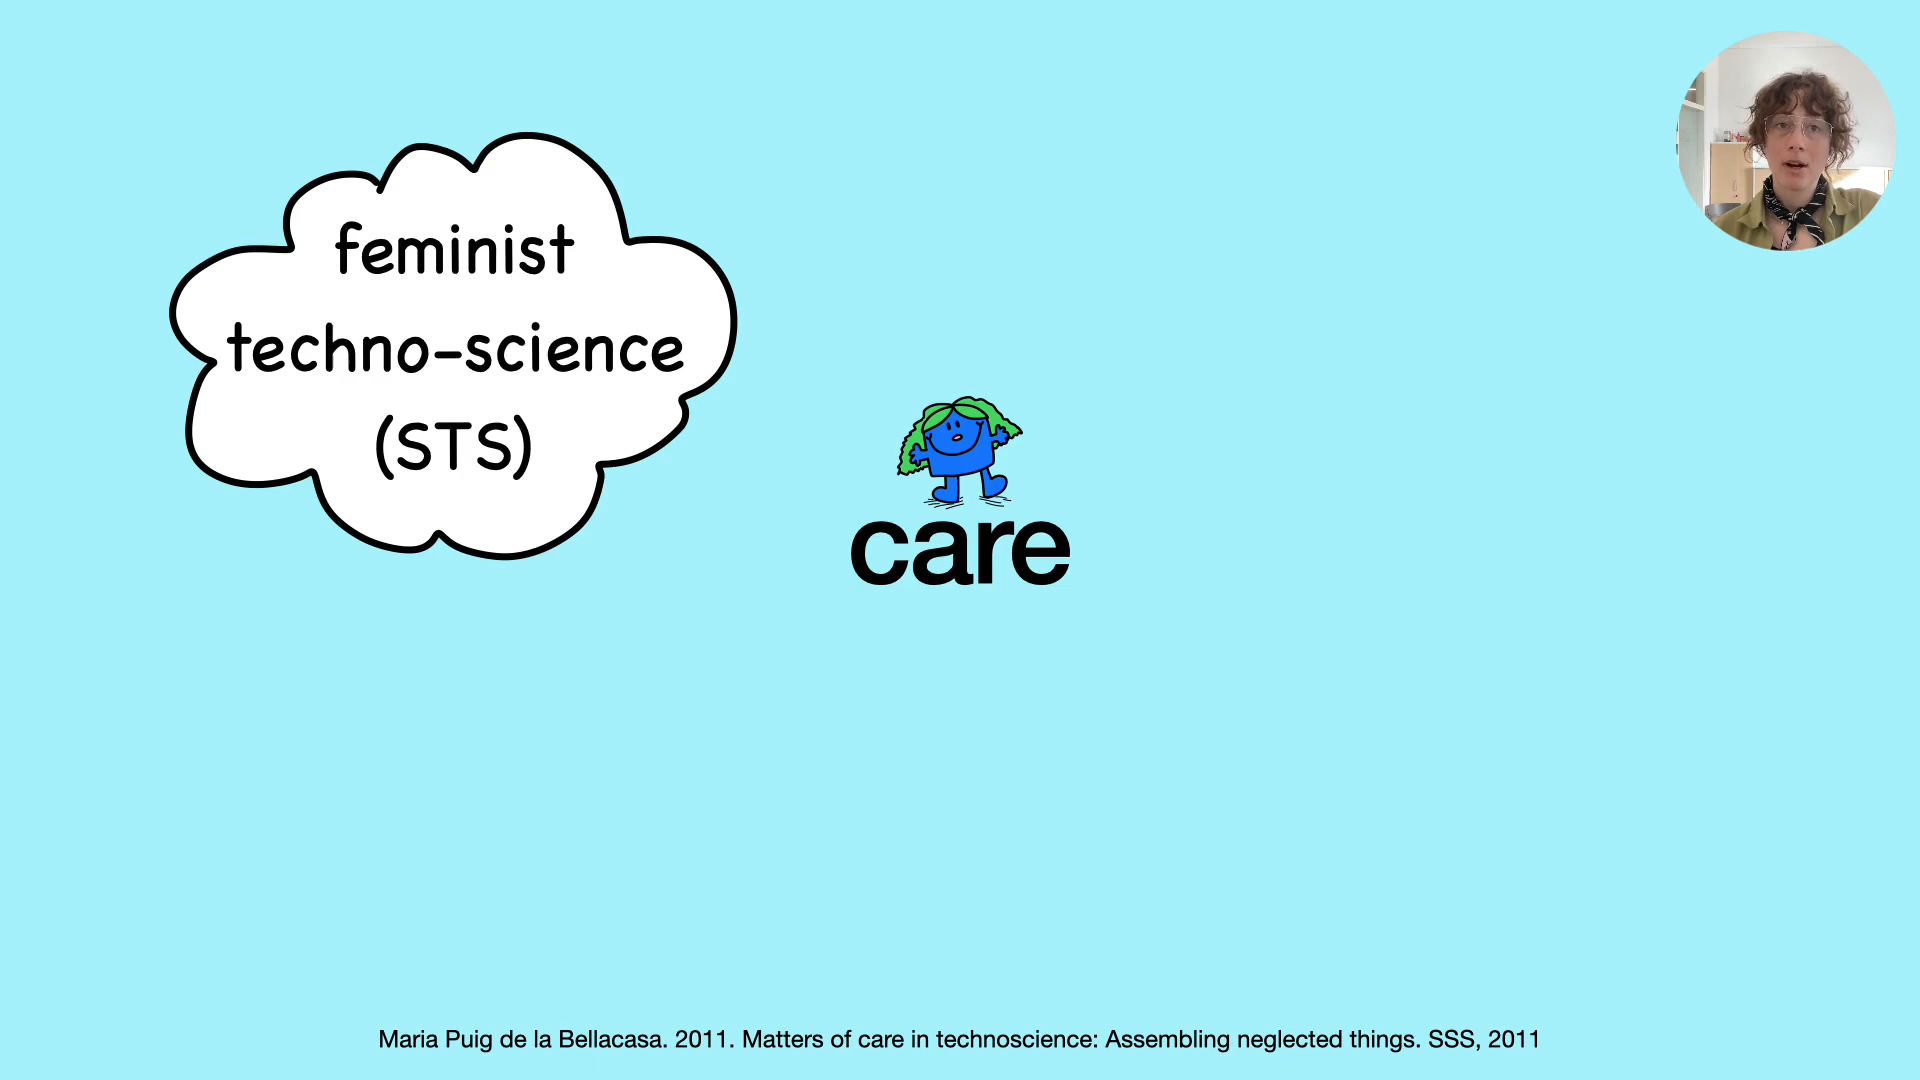 feminist
techno-science
(STS)
care
Maria Puig de la Bellacasa. 2011. Matters of care in technoscience: Assembling neglected things. SSS, 2011